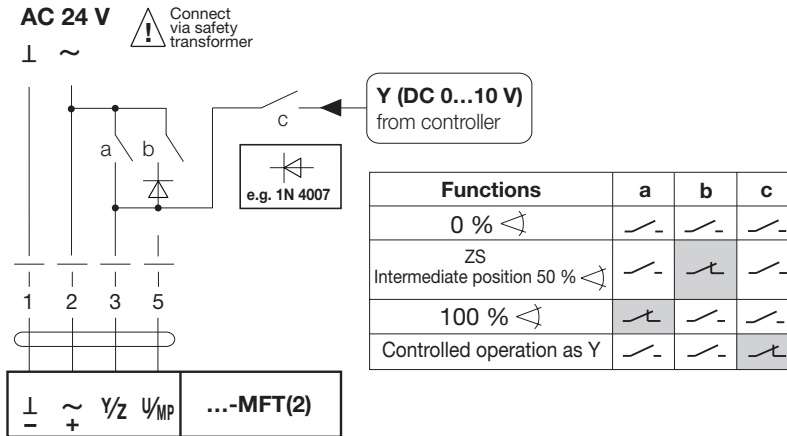 AC 24 V
Connect
via safety
transformer
!
⊥ ~
Y (DC 0...10 V)
from controller
a b
c
e.g. 1N 4007
1 2 3 5
⊥ ~ Y/Z U/MP ...-MFT(2)
– +
Functions a b c
0 %
ZS
Intermediate position 50 %
100 %
Controlled operation as Y